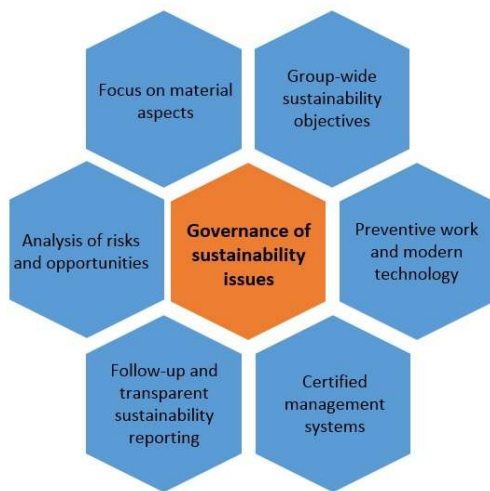 Focus on material
aspects
Group-wide
sustainability
objectives
Analysis of risks
and opportunities
Governance of
sustainability
issues
Preventive work
and modern
technology
Follow-up and
transparent
sustainability
reporting
Certified
management
systems